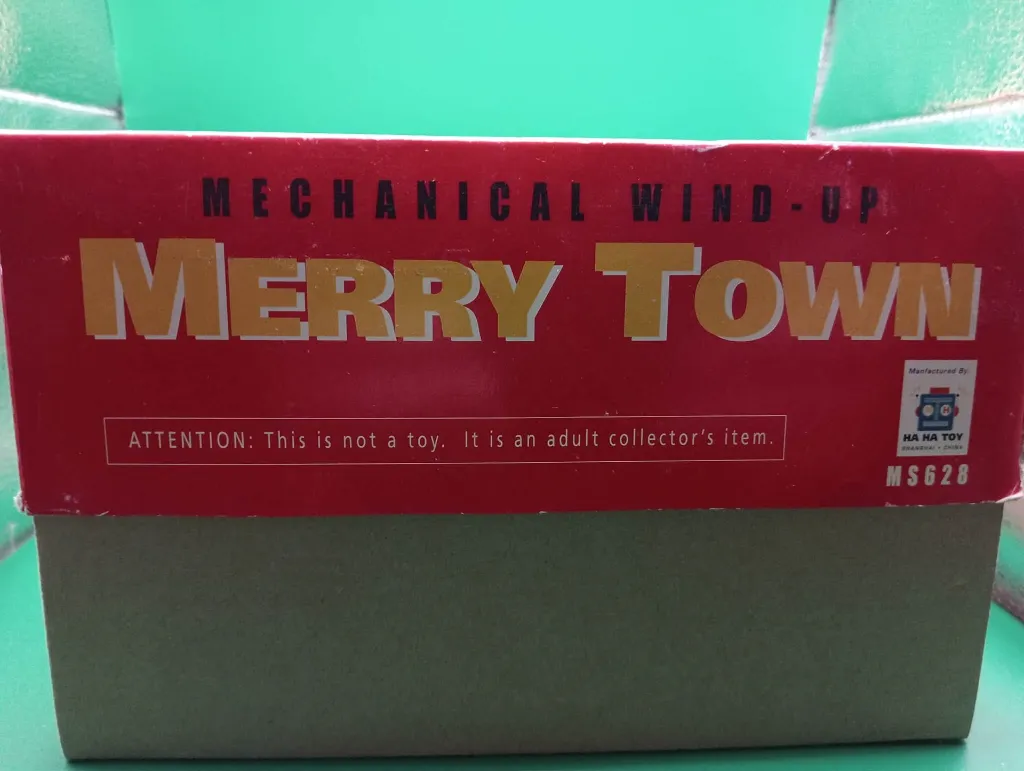 MECHANICAL WIND-UP
MERRY TOWN
Manfactured By:
HA HA TOY
SHANGHAI • CHINA
ATTENTION: This is not a toy. It is an adult collector's item.
MS628